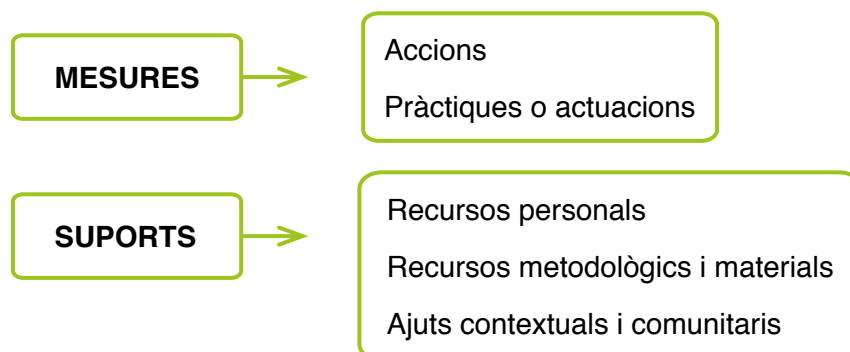 MESURES
Accions
Pràctiques o actuacions
SUPORTS
Recursos personals
Recursos metodològics i materials
Ajuts contextuals i comunitaris